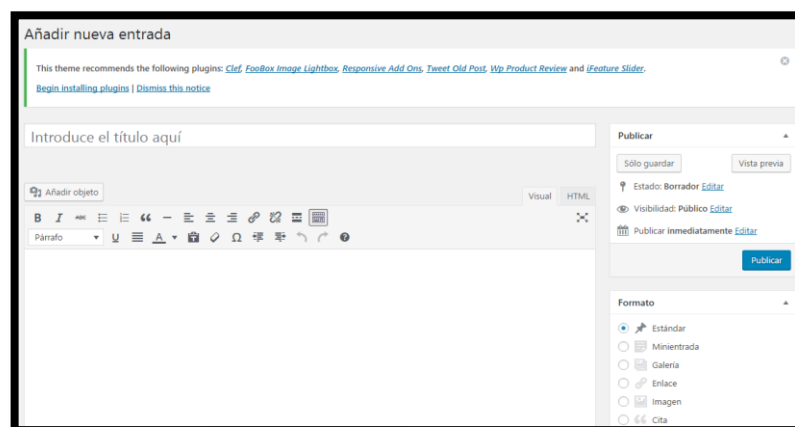 Añadir nueva entrada
This theme recommends the following plugins: Clef, FooBox Image Lightbox, Responsive Add Ons, Tweet Old Post, Wp Product Review and iFeature Slider.
Begin installing plugins | Dismiss this notice
Introduce el título aquí
Añadir objeto
Visual HTML
B I ABC
Párrafo U A Ω
Publicar
Sólo guardar Vista previa
Estado: Borrador Editar
Visibilidad: Público Editar
Publicar inmediatamente Editar
Publicar
Formato
Estándar
Minientrada
Galería
Enlace
Imagen
Cita